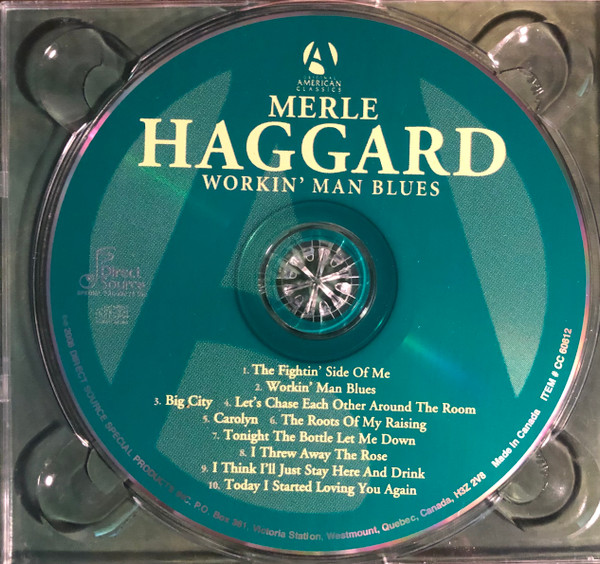 ORIGINAL
AMERICAN
CLASSICS
MERLE
HAGGARD
WORKIN' MAN BLUES
Direct
Source
1. The Fightin' Side Of Me
2. Workin' Man Blues
3. Big City 4. Let's Chase Each Other Around The Room
5. Carolyn 6. The Roots Of My Raising
7. Tonight The Bottle Let Me Down
8. I Threw Away The Rose
9. I Think I'll Just Stay Here And Drink
10. Today I Started Loving You Again
2008 DIRECT SOURCE SPECIAL PRODUCTS INC. P.O. Box 361, Victoria Station, Westmount, Quebec, Canada, H3Z 2V8 Made in Canada ITEM # CC 60812